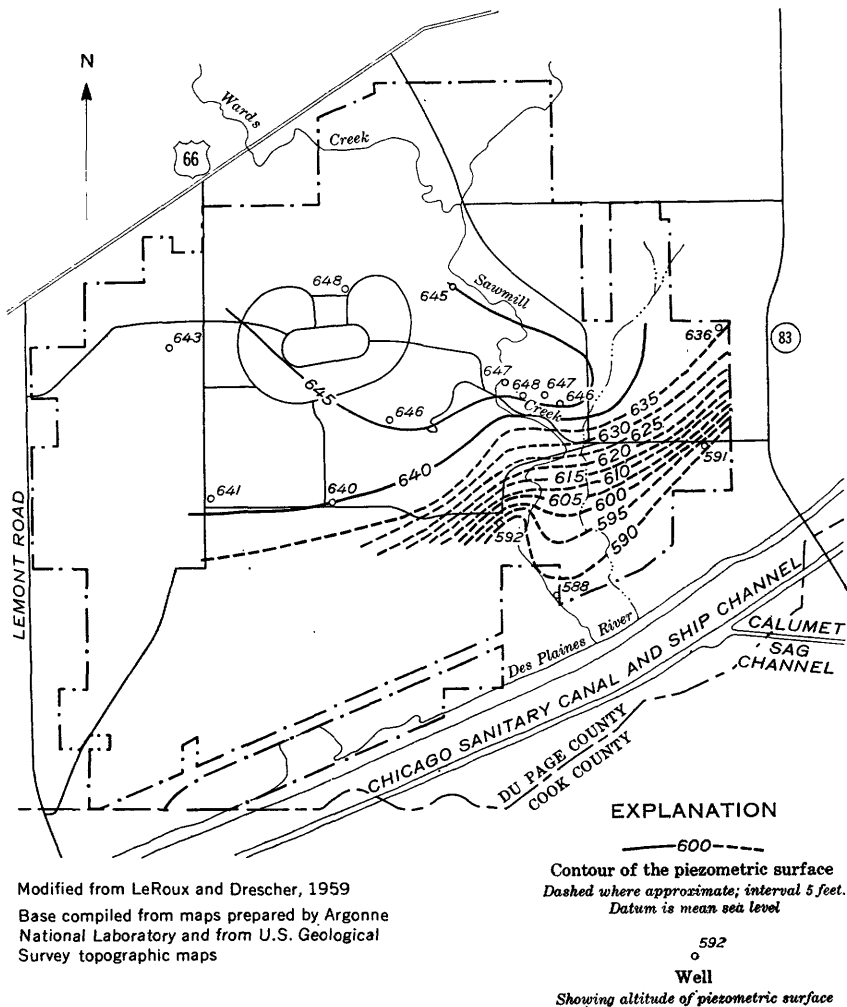 N
66
Wards
Creek
648
645
Sawmill
643
636
83
647
648
647
646
Creek
645
646
635
630
625
620
591
640
615
610
605
600
595
590
641
640
592
588
LEMONT ROAD
Des Plaines River
CHICAGO SANITARY CANAL AND SHIP CHANNEL
CALUMET
SAG
CHANNEL
DU PAGE COUNTY
COOK COUNTY
EXPLANATION
600
Contour of the piezometric surface
Dashed where approximate; interval 5 feet.
Datum is mean sea level
592
Well
Showing altitude of piezometric surface
Modified from LeRoux and Drescher, 1959
Base compiled from maps prepared by Argonne
National Laboratory and from U.S. Geological
Survey topographic maps